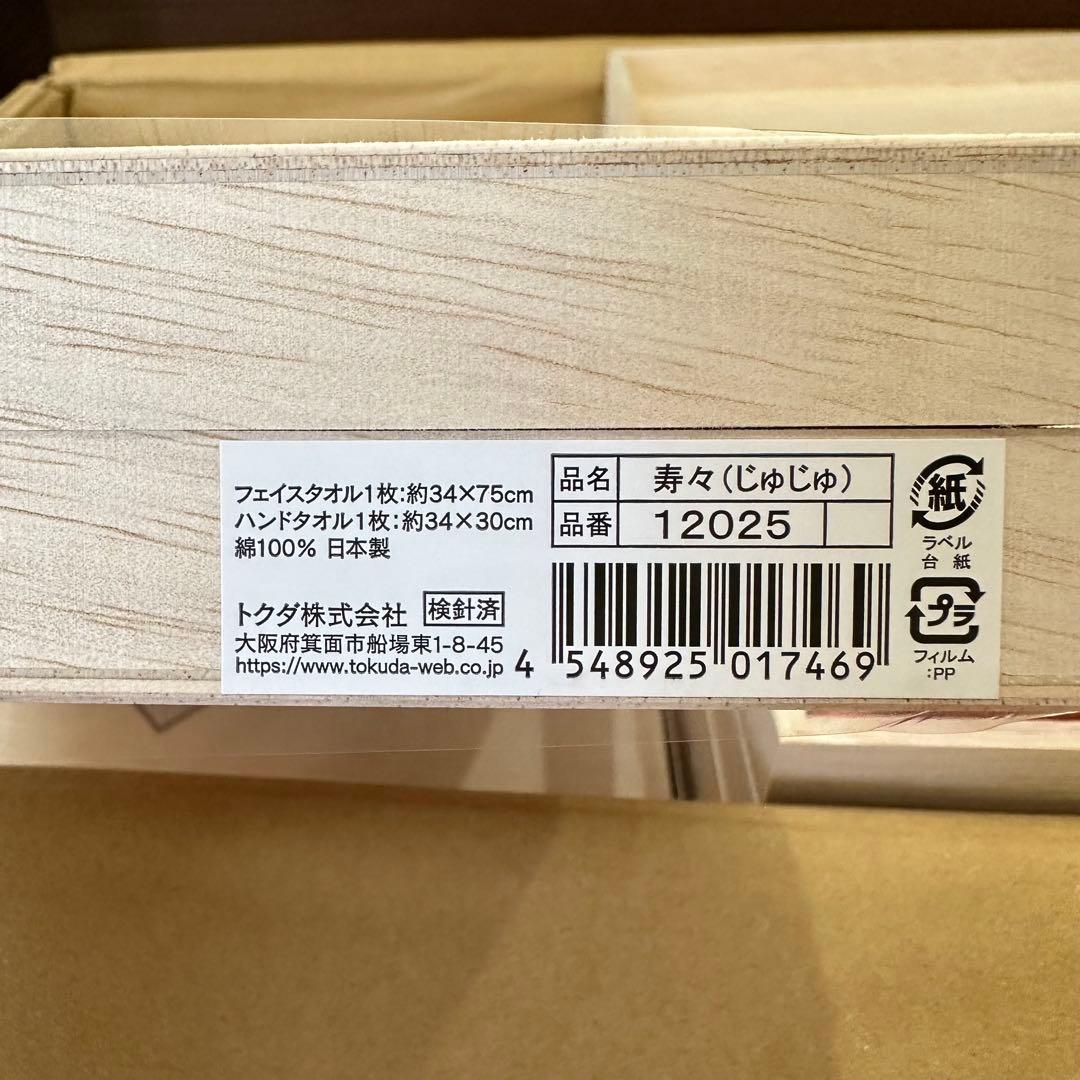 フェイスタオル1枚:約34×75cm
ハンドタオル1枚:約34×30cm
綿100% 日本製
トクダ株式会社 検針済
大阪府箕面市船場東1-8-45
https://www.tokuda-web.co.jp
品名 寿々(じゅじゅ)
品番 12025
4 548925 017469
紙
ラベル
台紙
プラ
フィルム
:PP